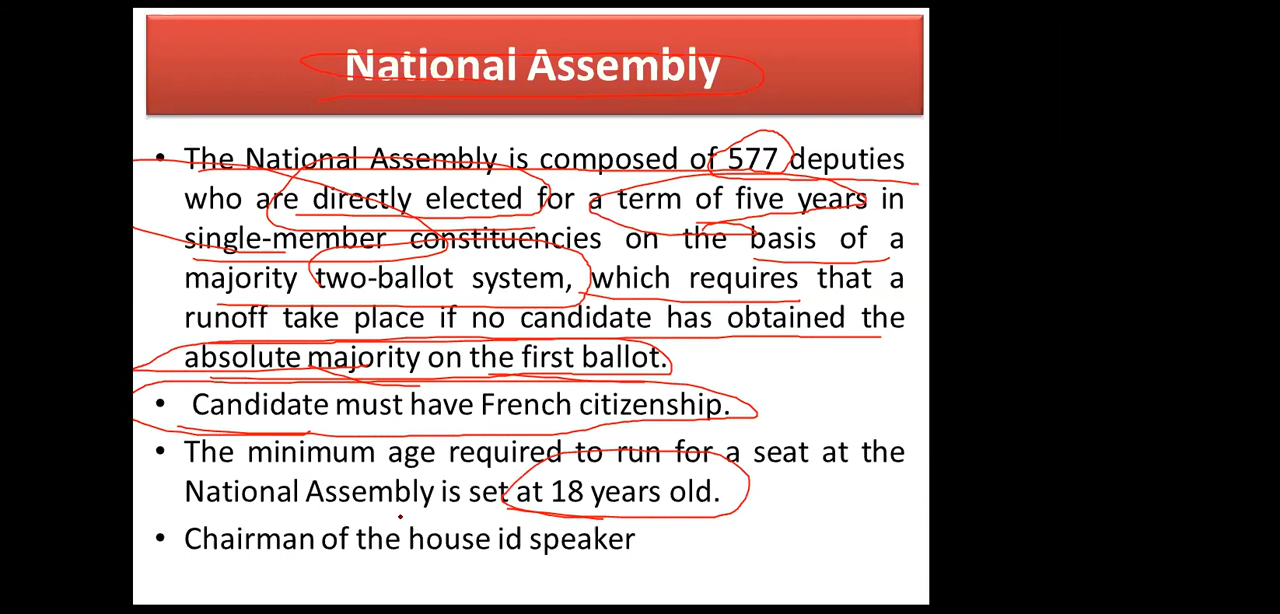 National Assembly
• The National Assembly is composed of 577 deputies
who are directly elected for a term of five years in
single-member constituencies on the basis of a
majority two-ballot system, which requires that a
runoff take place if no candidate has obtained the
absolute majority on the first ballot.
• Candidate must have French citizenship.
• The minimum age required to run for a seat at the
National Assembly is set at 18 years old.
• Chairman of the house id speaker